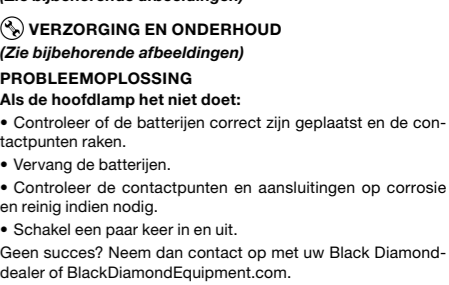 (Zie bijbehorende afbeeldingen)
VERZORGING EN ONDERHOUD
(Zie bijbehorende afbeeldingen)
PROBLEEMOPLOSSING
Als de hoofdlamp het niet doet:
• Controleer of de batterijen correct zijn geplaatst en de con-
tactpunten raken.
• Vervang de batterijen.
• Controleer de contactpunten en aansluitingen op corrosie
en reinig indien nodig.
• Schakel een paar keer in en uit.
Geen succes? Neem dan contact op met uw Black Diamond-
dealer of BlackDiamondEquipment.com.